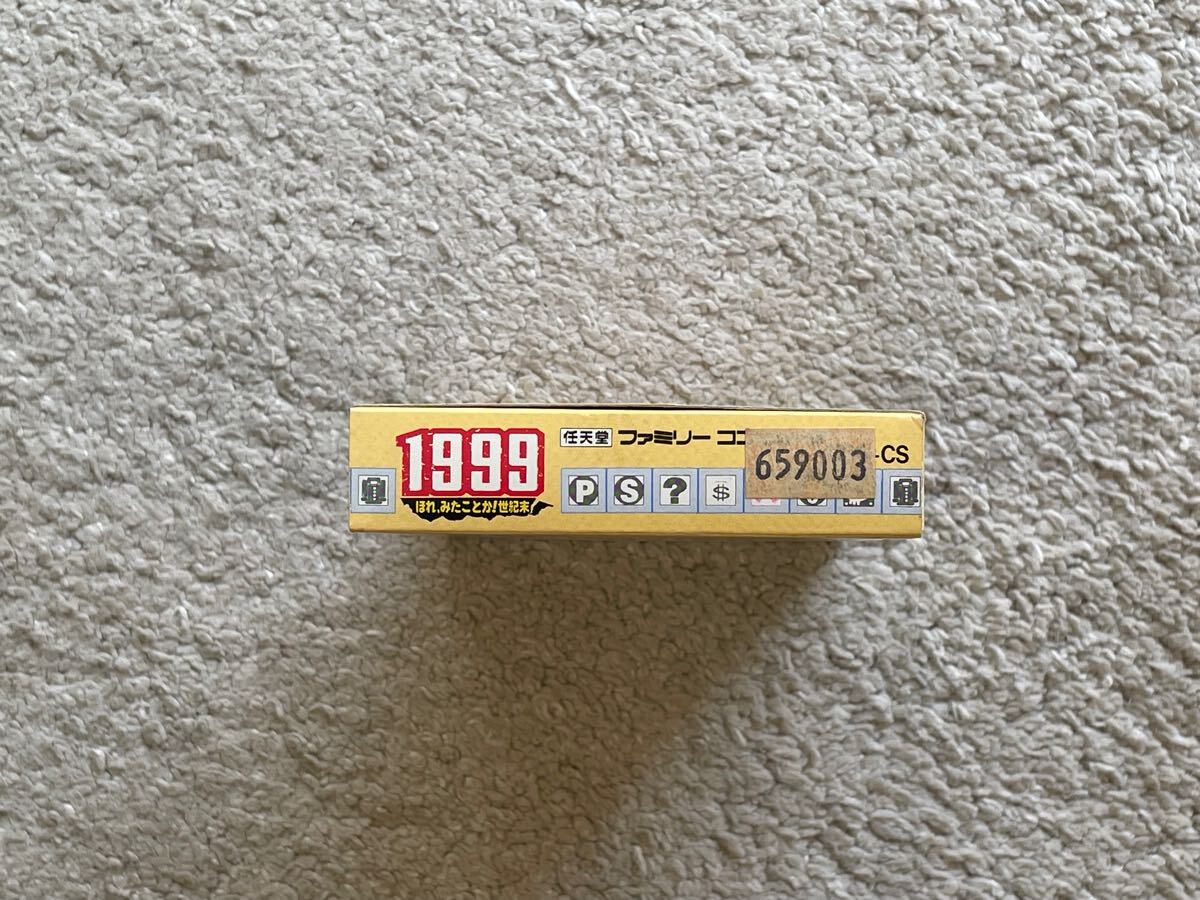 1999
ほれ,みたことか!世紀末
任天堂 ファミリー コン
659003
-CS
P S ? $